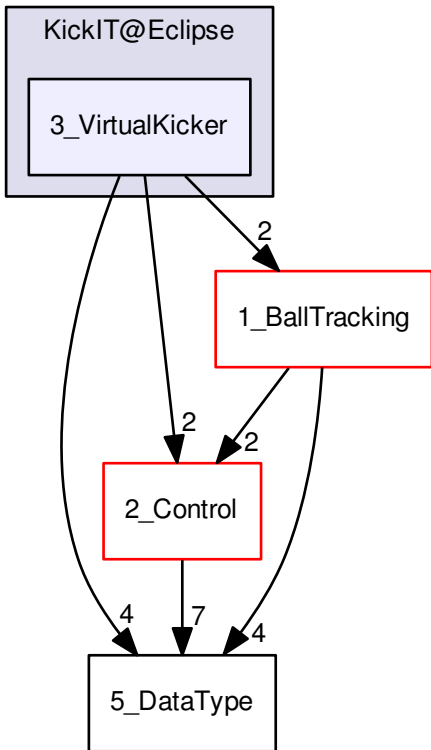 KickIT@Eclipse
3_VirtualKicker
2
1_BallTracking
2
2
2_Control
4
7
4
5_DataType